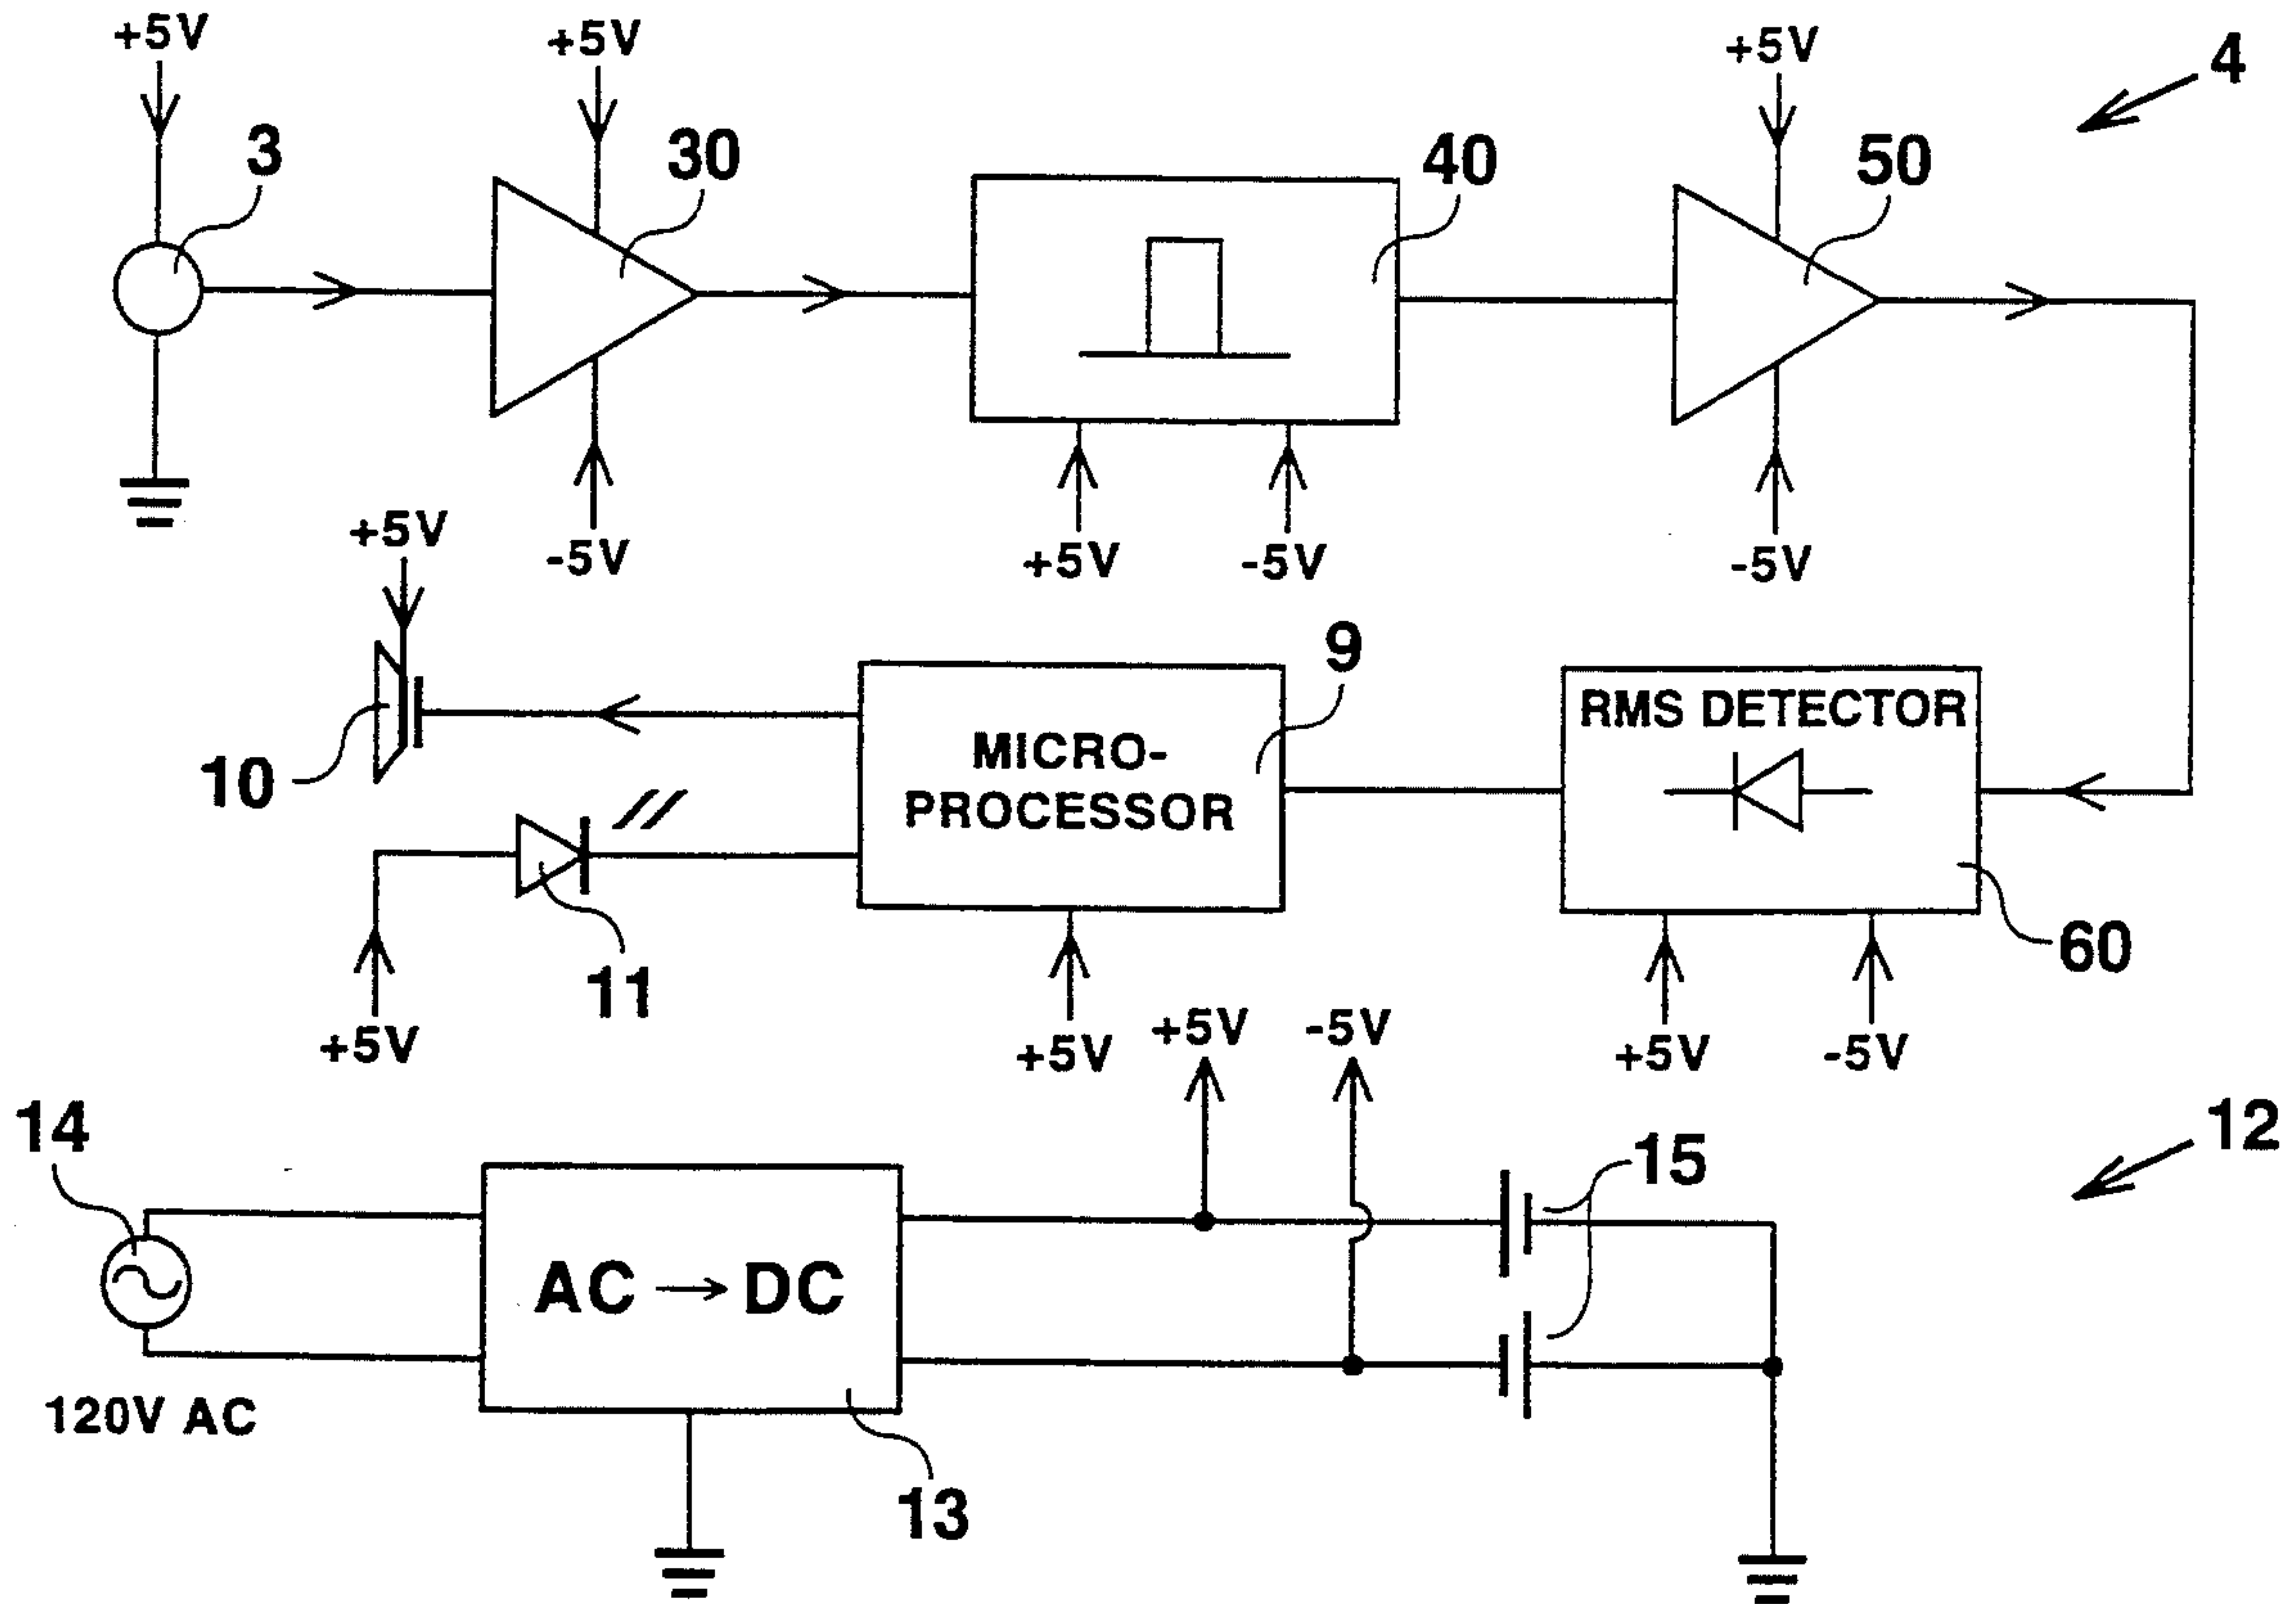 +5V
+5V
+5V
4
3
30
40
50
-5V
+5V
-5V
-5V
+5V
10
9
MICRO-
PROCESSOR
RMS DETECTOR
60
11
+5V
+5V
+5V
-5V
+5V
-5V
14
120V AC
AC → DC
13
15
12